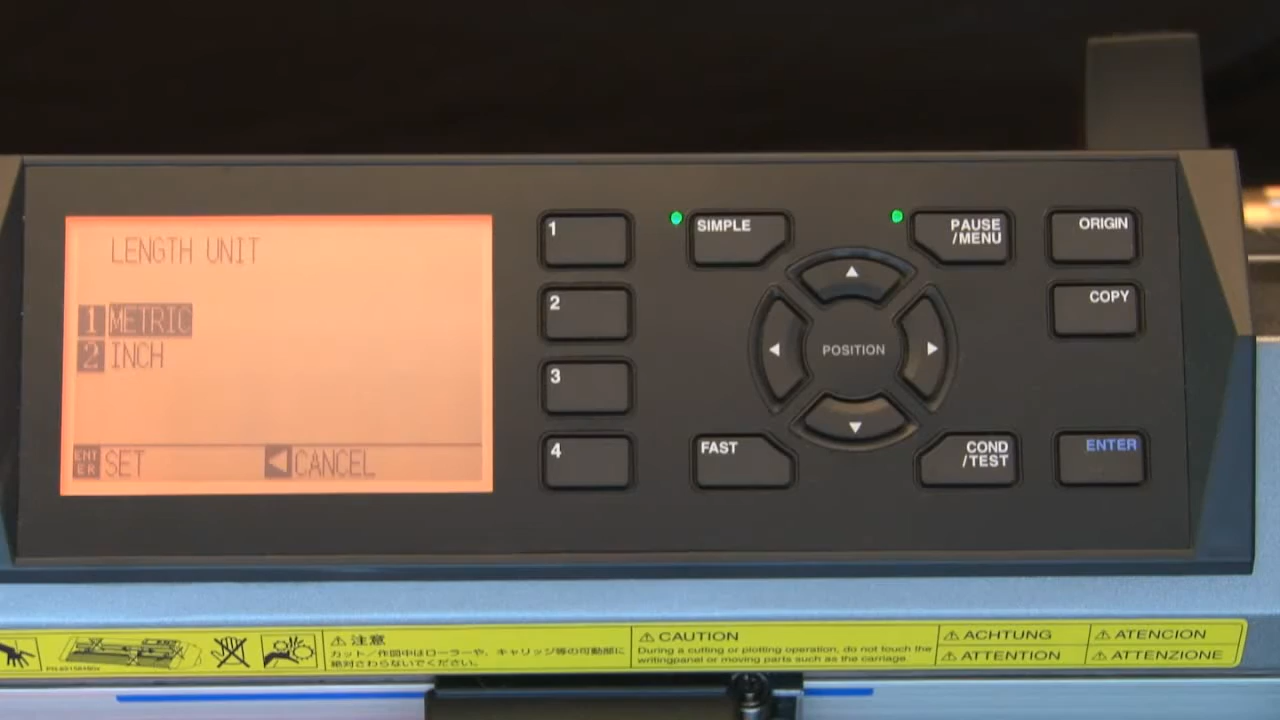 LENGTH UNIT
1 METRIC
2 INCH
ENTER SET
CANCEL
1
2
3
4
SIMPLE
PAUSE
/MENU
ORIGIN
COPY
POSITION
FAST
COND
/TEST
ENTER
注意
カット/作図中はローラーや、キャリッジ等の可動部に
絶対さわらないでください。
CAUTION
During a cutting or plotting operation, do not touch the
writingpanel or moving parts such as the carriage.
ACHTUNG
ATTENTION
ATENCION
ATTENZIONE